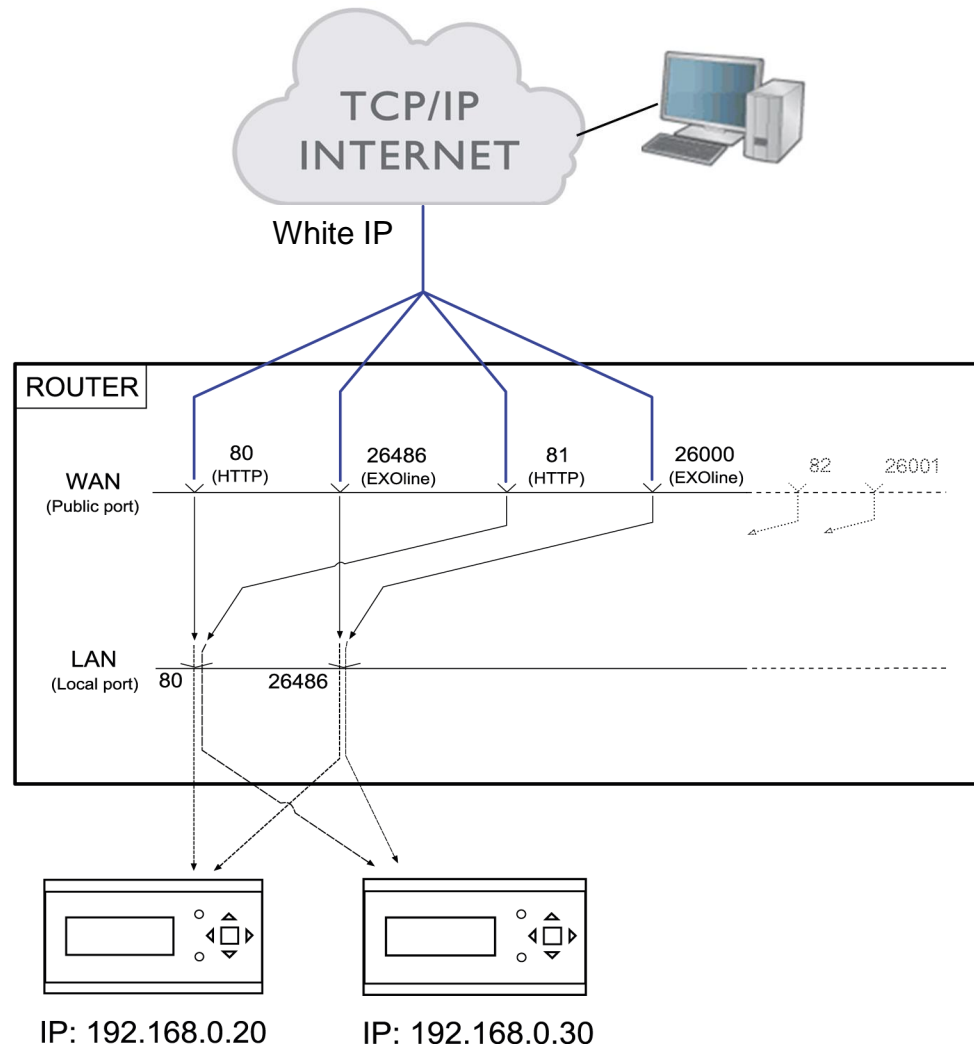 TCP/IP
INTERNET
White IP
ROUTER
80
(HTTP)
26486
(EXOline)
81
(HTTP)
26000
(EXOline)
82
26001
WAN
(Public port)
LAN
(Local port)
80
26486
IP: 192.168.0.20
IP: 192.168.0.30